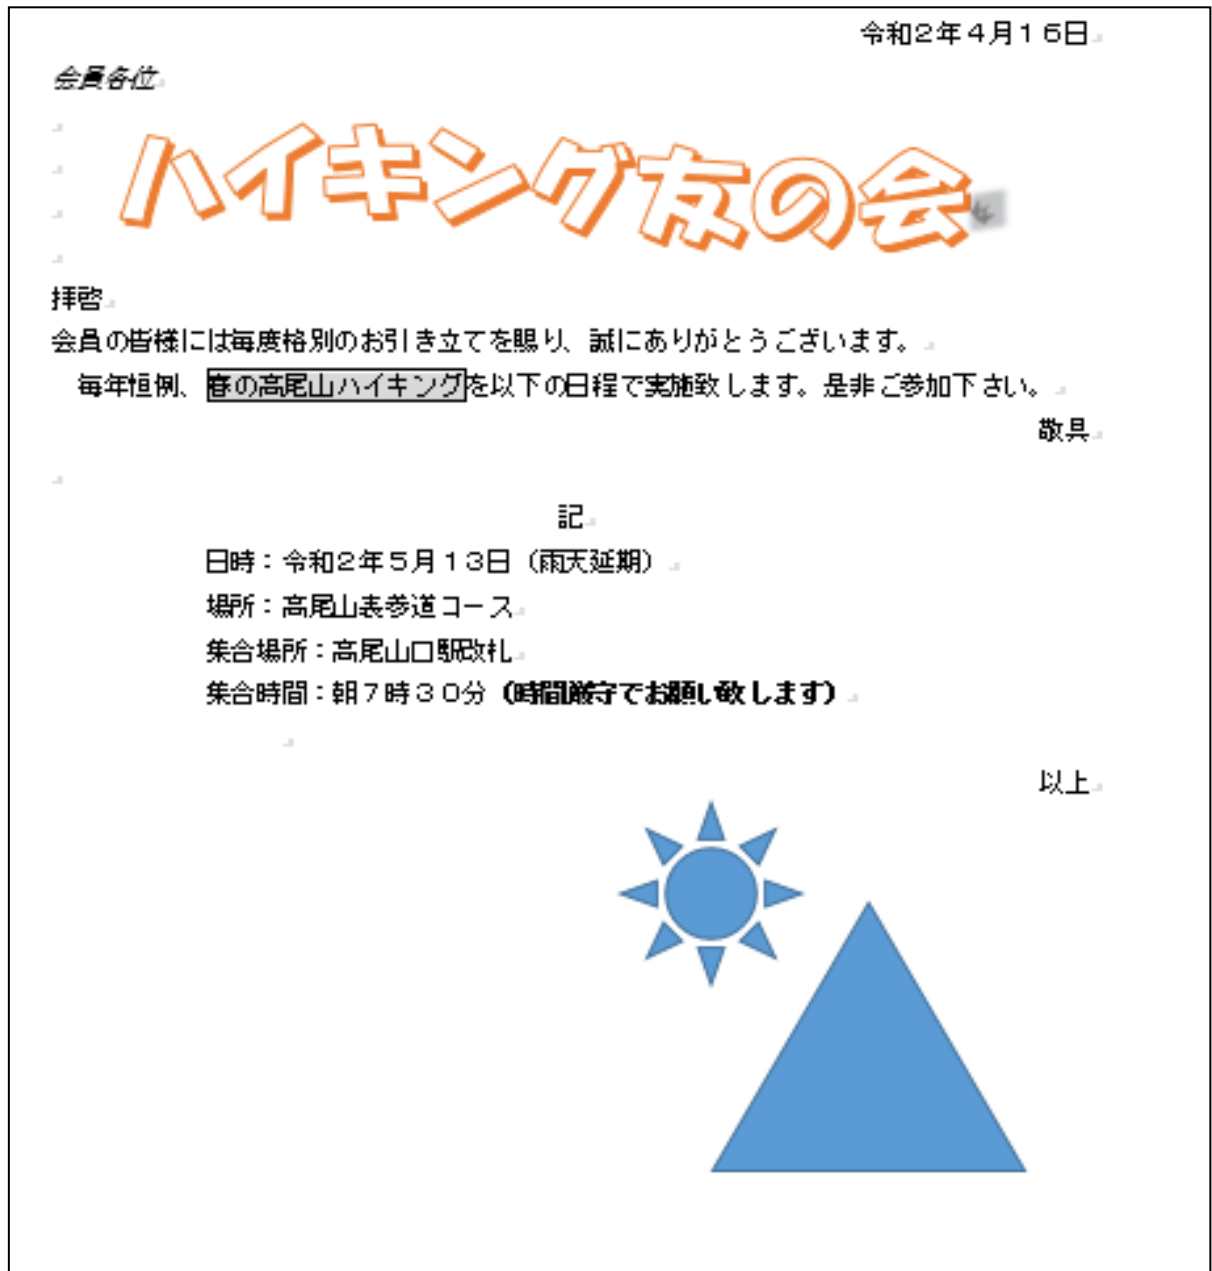 令和2年4月16日
会員各位
ハイキング友の会
拝啓
会員の皆様には毎度格別のお引き立てを賜り、誠にありがとうございます。
　毎年恒例、春の高尾山ハイキングを以下の日程で実施致します。是非ご参加下さい。
敬具
記
日時：令和2年5月13日（雨天延期）
場所：高尾山表参道コース
集合場所：高尾山口駅改札
集合時間：朝7時30分（時間厳守でお願い致します）
以上